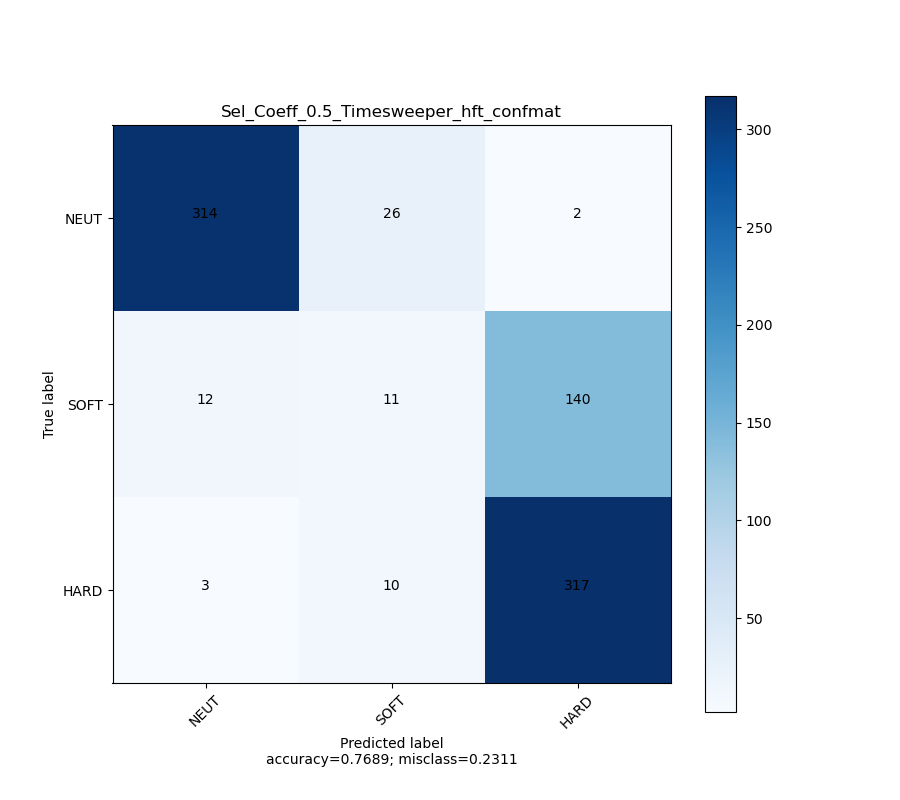 Sel_Coeff_0.5_Timesweeper_hft_confmat
NEUT
314
26
2
SOFT
12
11
140
HARD
3
10
317
True label
NEUT
SOFT
HARD
Predicted label
accuracy=0.7689; misclass=0.2311
300
250
200
150
100
50